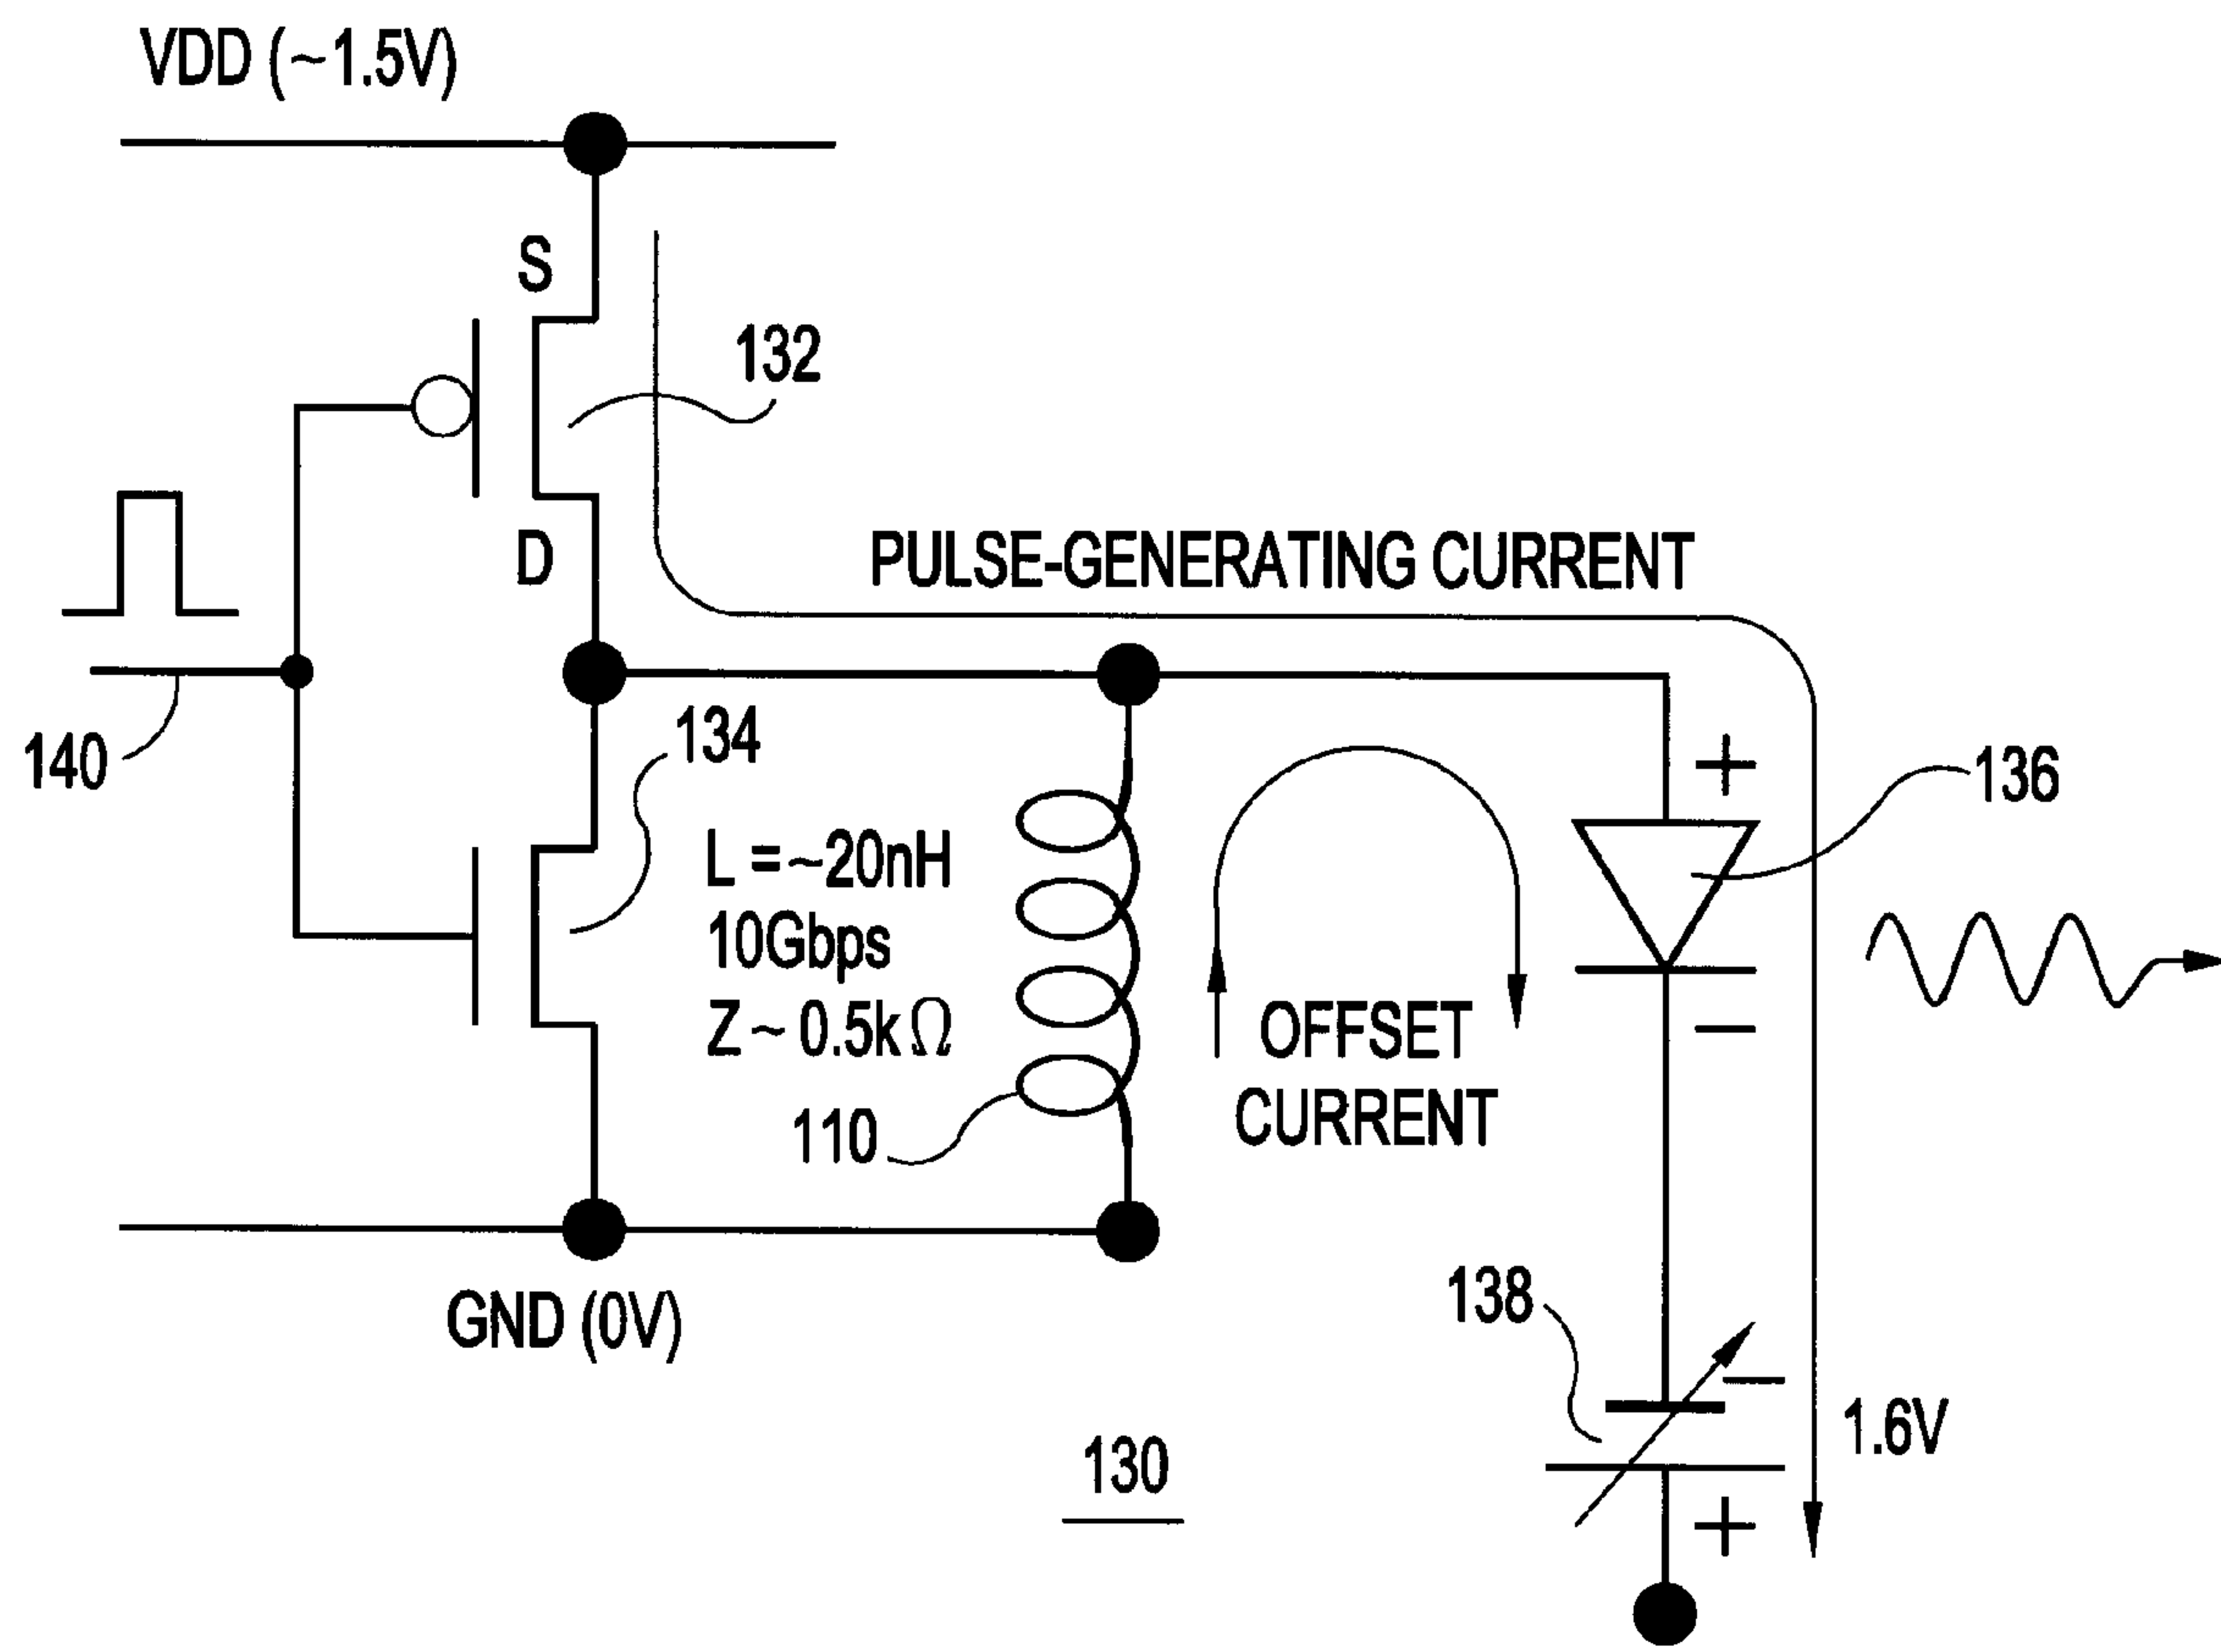 VDD (~1.5V)
S
132
D
PULSE-GENERATING CURRENT
140
134
+
136
L = ~20nH
10Gbps
Z ~ 0.5kΩ
110
OFFSET
CURRENT
−
GND (0V)
138
−
1.6V
+
130